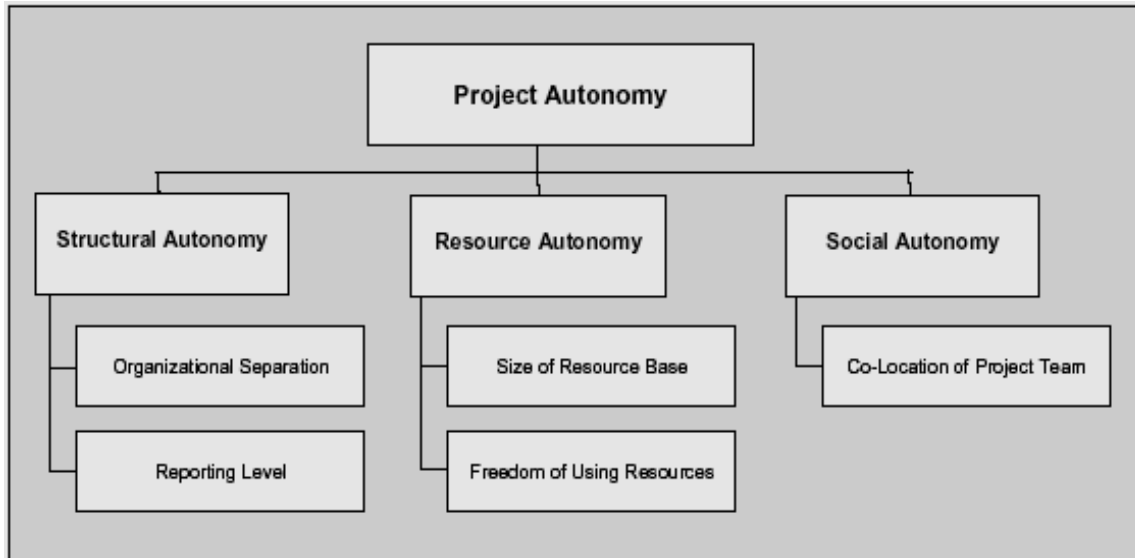 Project Autonomy
Structural Autonomy
Resource Autonomy
Social Autonomy
Organizational Separation
Size of Resource Base
Co-Location of Project Team
Reporting Level
Freedom of Using Resources